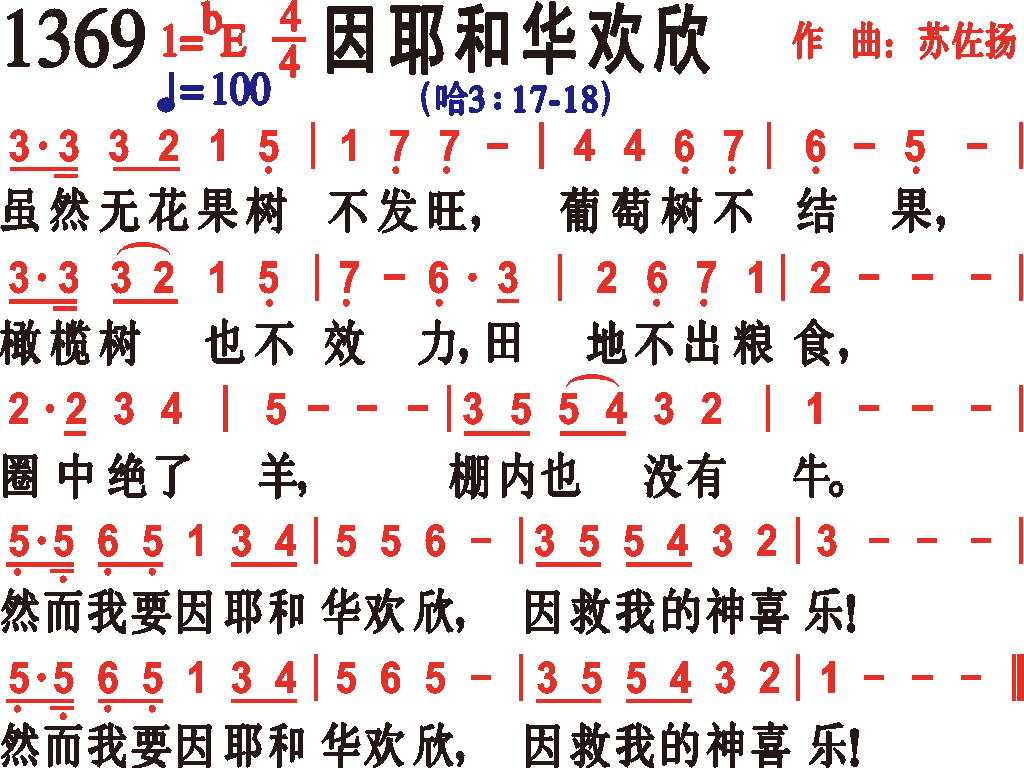 1369 1=bE 4/4 因耶和华欢欣 作 曲：苏佐扬
♩=100 (哈3：17-18)
3·3 3 2 1 5 | 1 7 7 - | 4 4 6 7 | 6 - 5 - |
虽然无花果树 不发旺, 葡萄树不 结 果,
3·3 3 2 1 5 | 7 - 6·3 | 2 6 7 1 | 2 - - - |
橄榄树 也不效 力,田 地不出粮食,
2·2 3 4 | 5 - - - | 3 5 5 4 3 2 | 1 - - - |
圈中绝了 羊, 棚内也 没有 牛。
5·5 6 5 1 3 4 | 5 5 6 - | 3 5 5 4 3 2 | 3 - - - |
然而我要因耶和 华欢欣, 因救我的神喜 乐!
5·5 6 5 1 3 4 | 5 6 5 - | 3 5 5 4 3 2 | 1 - - - ‖
然而我要因耶和 华欢欣, 因救我的神喜 乐!